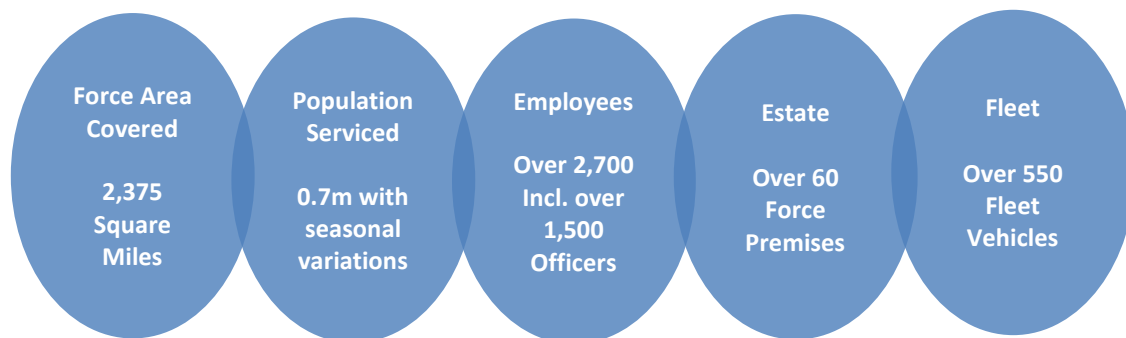 Force Area
Covered
2,375
Square
Miles
Population
Serviced
0.7m with
seasonal
variations
Employees
Over 2,700
Incl. over
1,500
Officers
Estate
Over 60
Force
Premises
Fleet
Over 550
Fleet
Vehicles